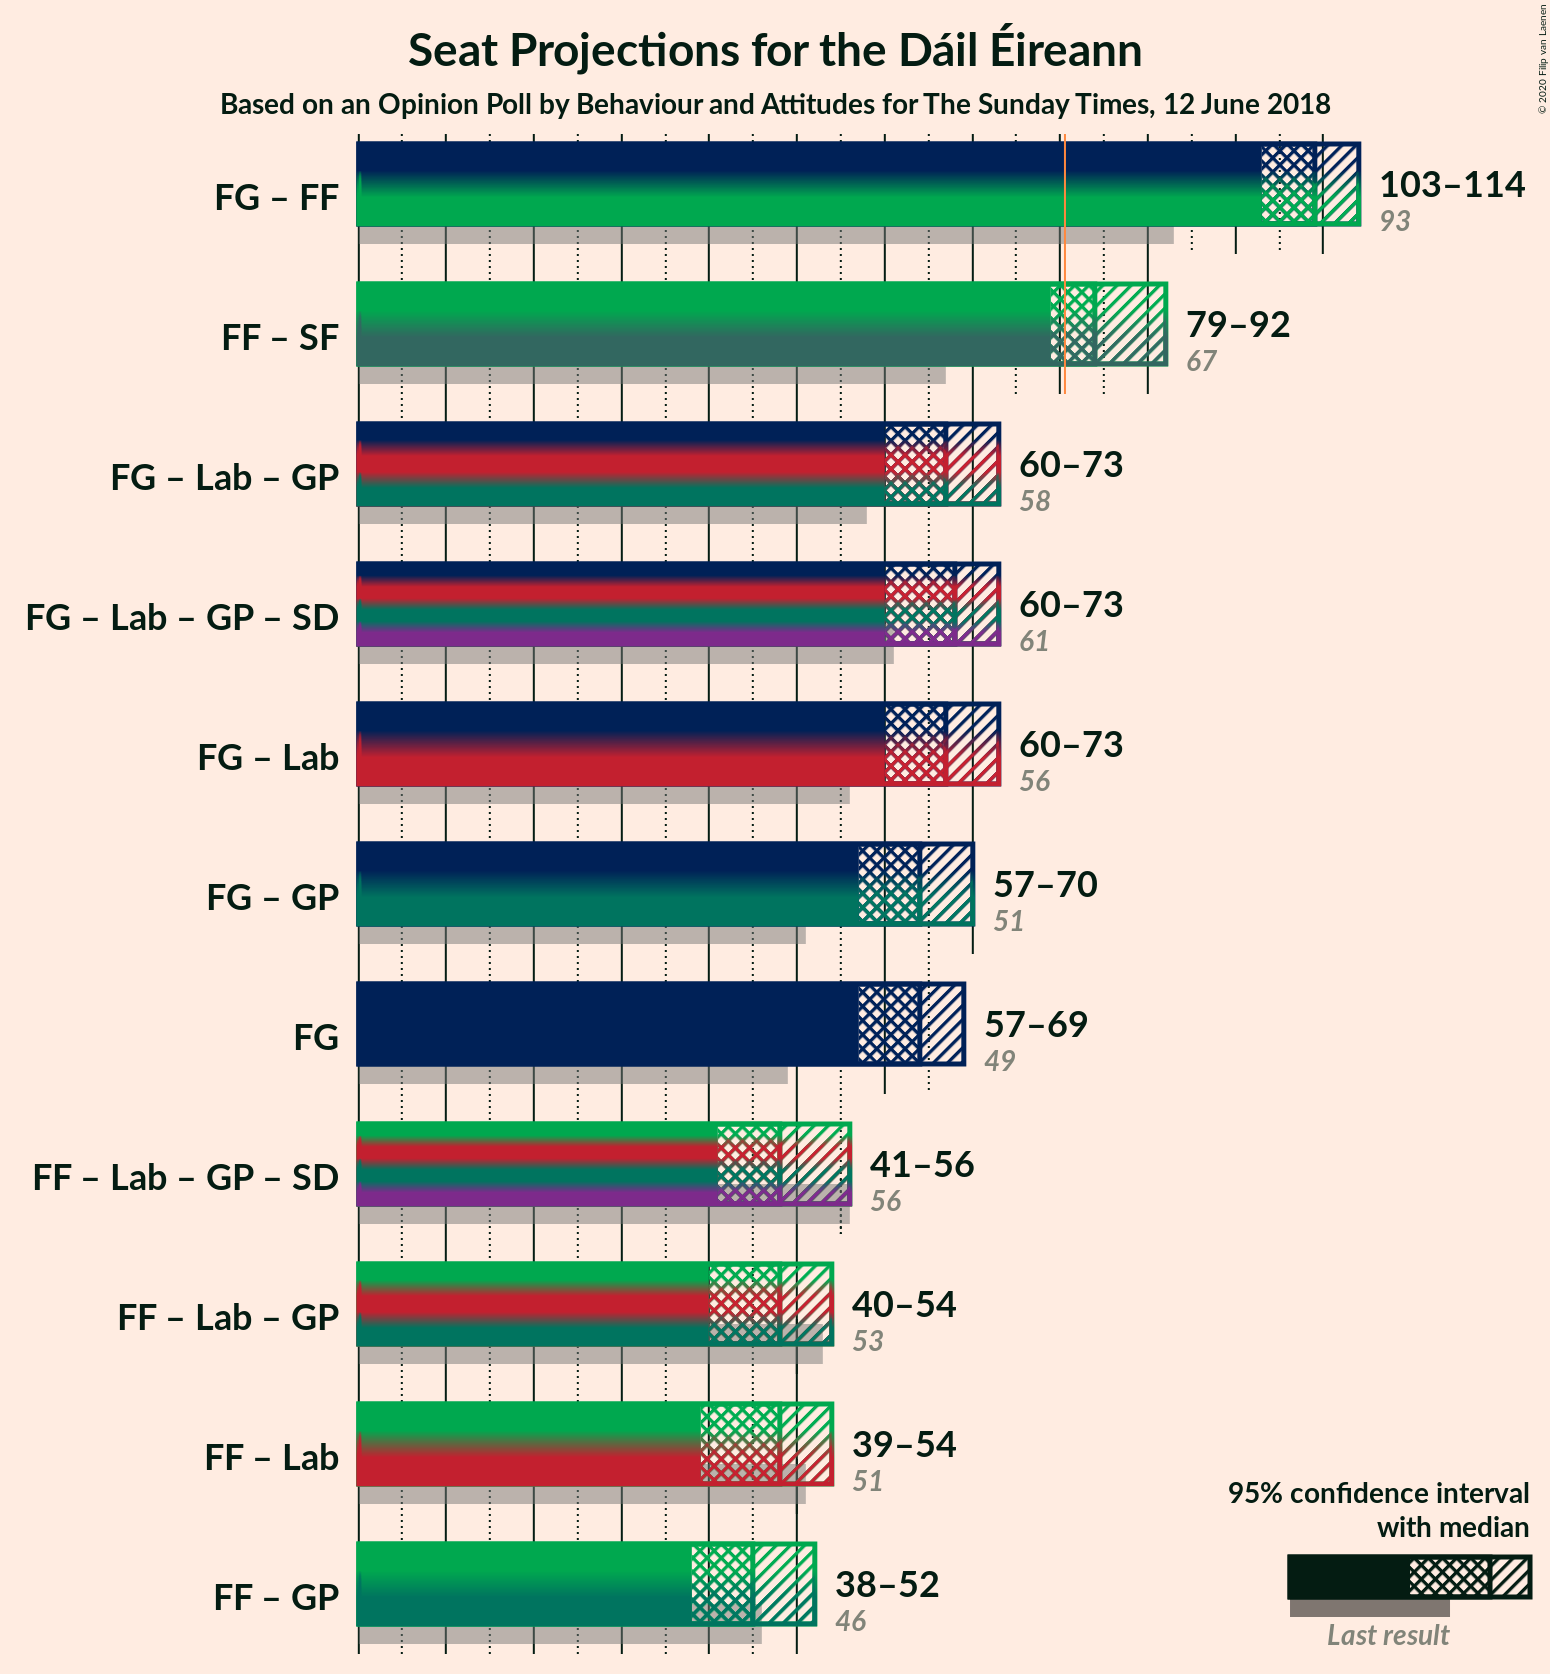 Seat Projections for the Dáil Éireann
Based on an Opinion Poll by Behaviour and Attitudes for The Sunday Times, 12 June 2018
© 2020 Filip van Laenen
FG – FF
103–114
93
FF – SF
79–92
67
FG – Lab – GP
60–73
58
FG – Lab – GP – SD
60–73
61
FG – Lab
60–73
56
FG – GP
57–70
51
FG
57–69
49
FF – Lab – GP – SD
41–56
56
FF – Lab – GP
40–54
53
FF – Lab
39–54
51
FF – GP
38–52
46
95% confidence interval
with median
Last result